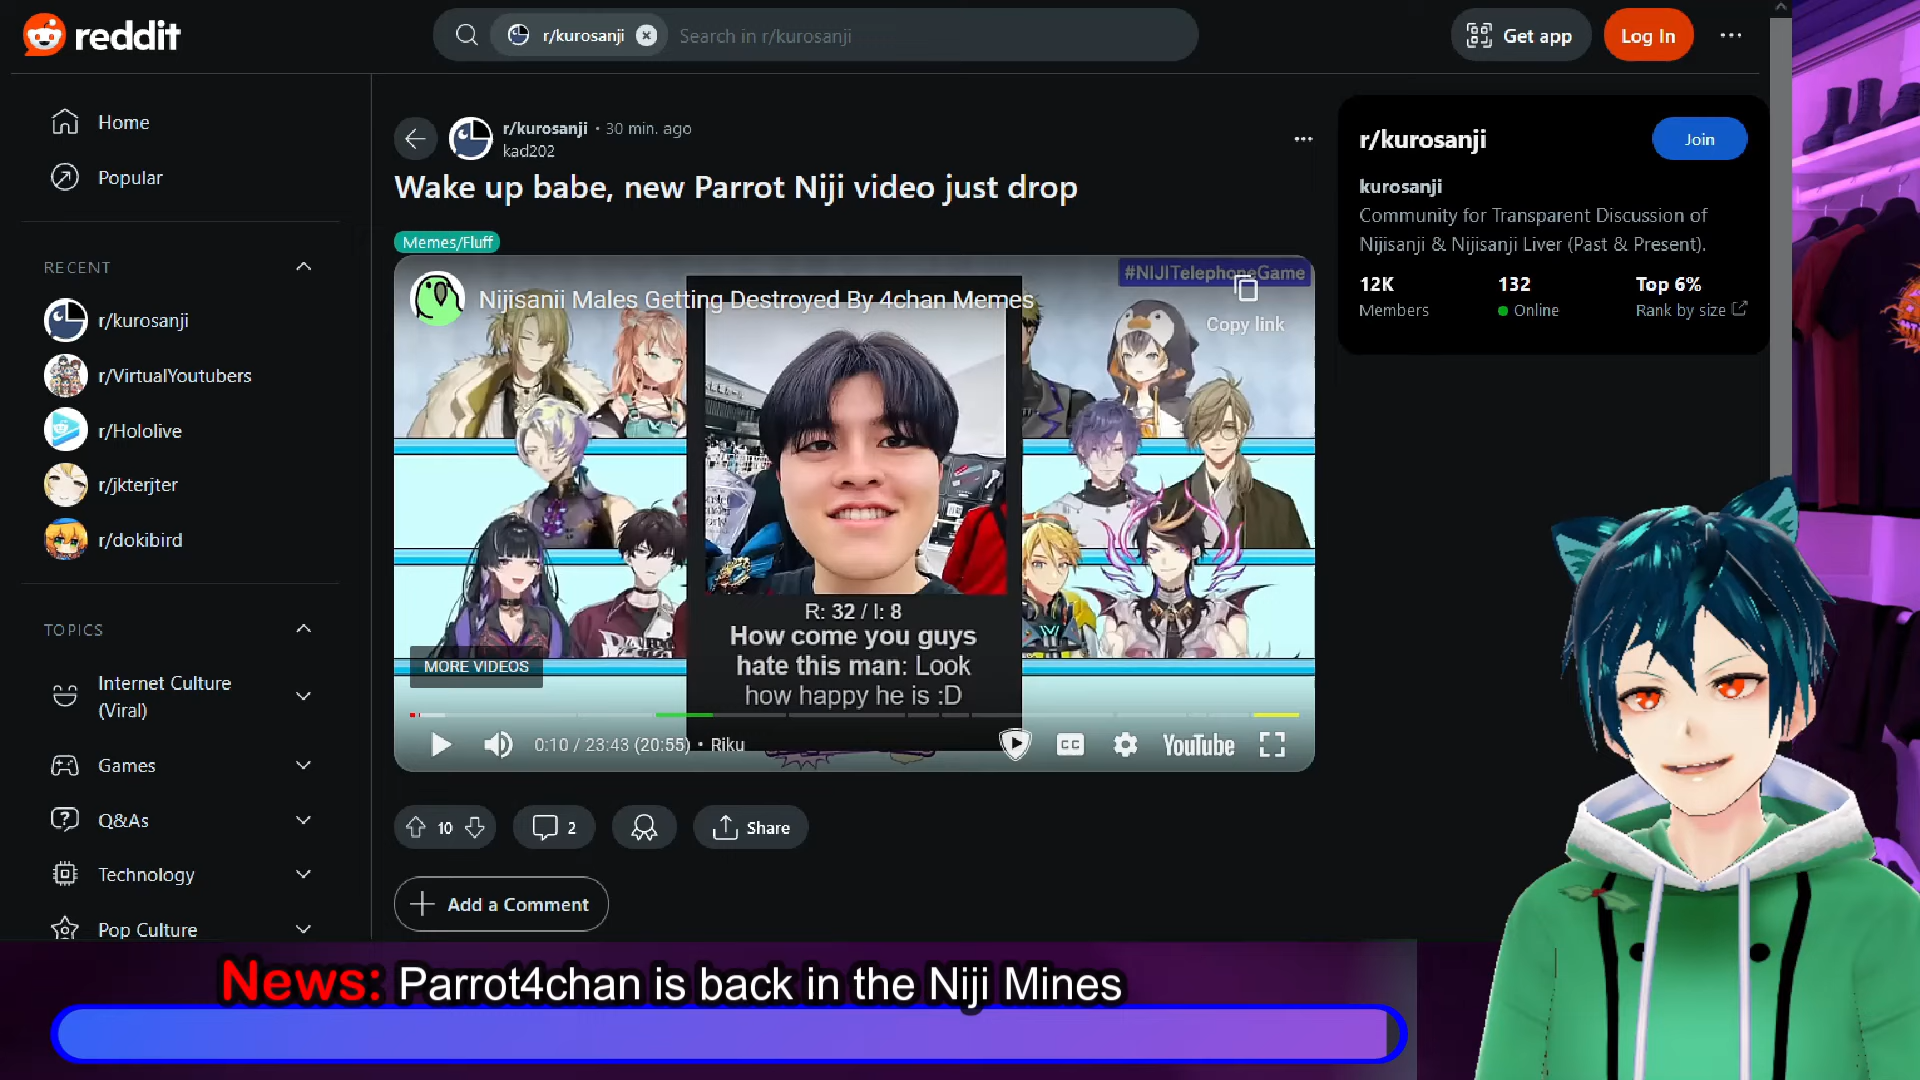 reddit
r/kurosanji
Search in r/kurosanji
Get app
Log In
Home
Popular
RECENT
r/kurosanji
r/VirtualYoutubers
r/Hololive
r/jkterjter
r/dokibird
TOPICS
Internet Culture
(Viral)
Games
Q&As
Technology
Pop Culture
r/kurosanji • 30 min. ago
kad202
Wake up babe, new Parrot Niji video just drop
Memes/Fluff
#NIJITelephoneGame
Nijisanji Males Getting Destroyed By 4chan Memes
Copy link
R: 32 / I: 8
How come you guys
hate this man: Look
how happy he is :D
MORE VIDEOS
0:10 / 23:43 (20:55) • Riku
CC
YouTube
10
2
Share
Add a Comment
r/kurosanji
Join
kurosanji
Community for Transparent Discussion of
Nijisanji & Nijisanji Liver (Past & Present).
12K
132
Top 6%
Members
Online
Rank by size
News: Parrot4chan is back in the Niji Mines